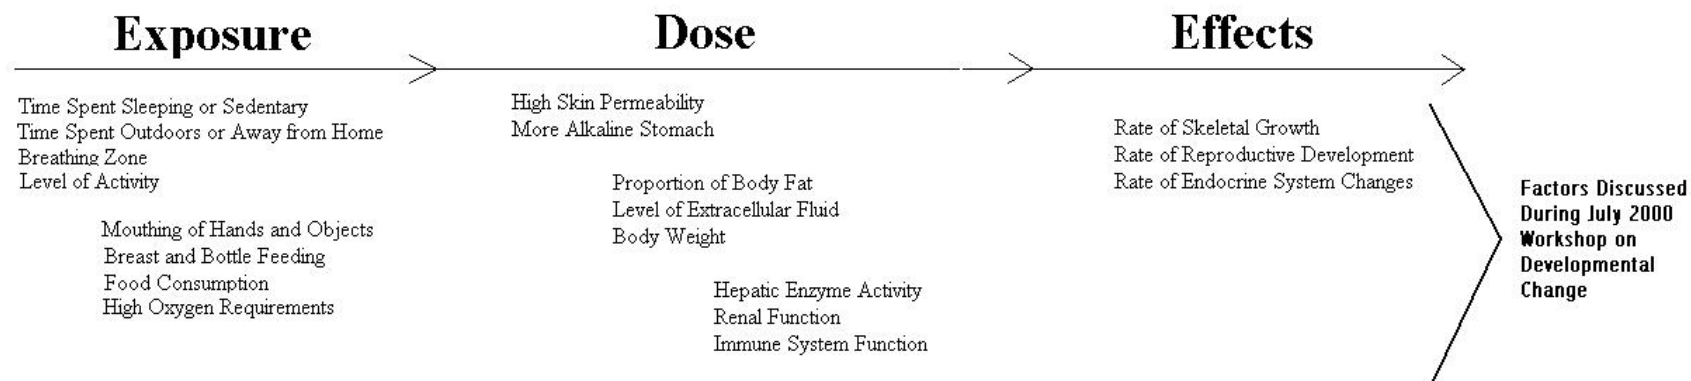 Exposure
Dose
Effects
Time Spent Sleeping or Sedentary
Time Spent Outdoors or Away from Home
Breathing Zone
Level of Activity
Mouthing of Hands and Objects
Breast and Bottle Feeding
Food Consumption
High Oxygen Requirements
High Skin Permeability
More Alkaline Stomach
Proportion of Body Fat
Level of Extracellular Fluid
Body Weight
Hepatic Enzyme Activity
Renal Function
Immune System Function
Rate of Skeletal Growth
Rate of Reproductive Development
Rate of Endocrine System Changes
Factors Discussed
During July 2000
Workshop on
Developmental
Change